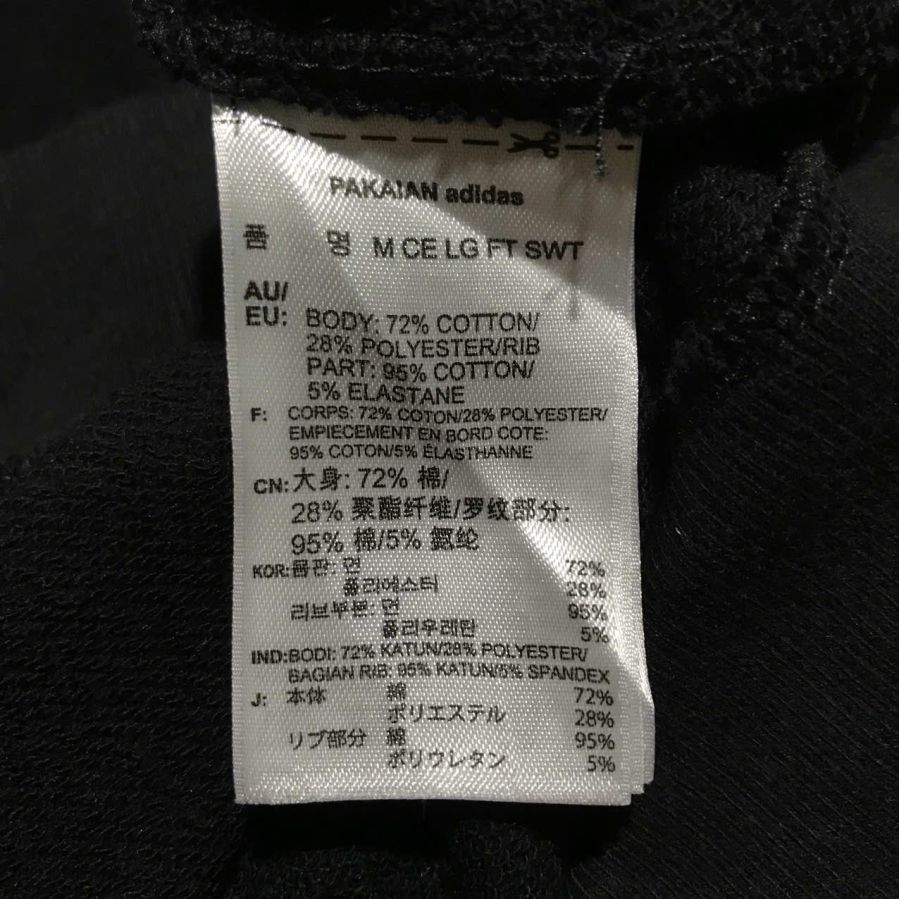 PAKAIAN adidas
품 명 M CE LG FT SWT
AU/
EU: BODY: 72% COTTON/
28% POLYESTER/RIB
PART: 95% COTTON/
5% ELASTANE
F: CORPS: 72% COTON/28% POLYESTER/
EMPIECEMENT EN BORD COTE:
95% COTON/5% ÉLASTHANNE
CN: 大身: 72% 棉/
28% 聚酯纤维/罗纹部分:
95% 棉/5% 氨纶
KOR: 몸판: 면 72%
폴리에스터 28%
리브부분: 면 95%
폴리우레탄 5%
IND: BODI: 72% KATUN/28% POLYESTER/
BAGIAN RIB: 95% KATUN/5% SPANDEX
J: 本体 綿 72%
ポリエステル 28%
リブ部分 綿 95%
ポリウレタン 5%